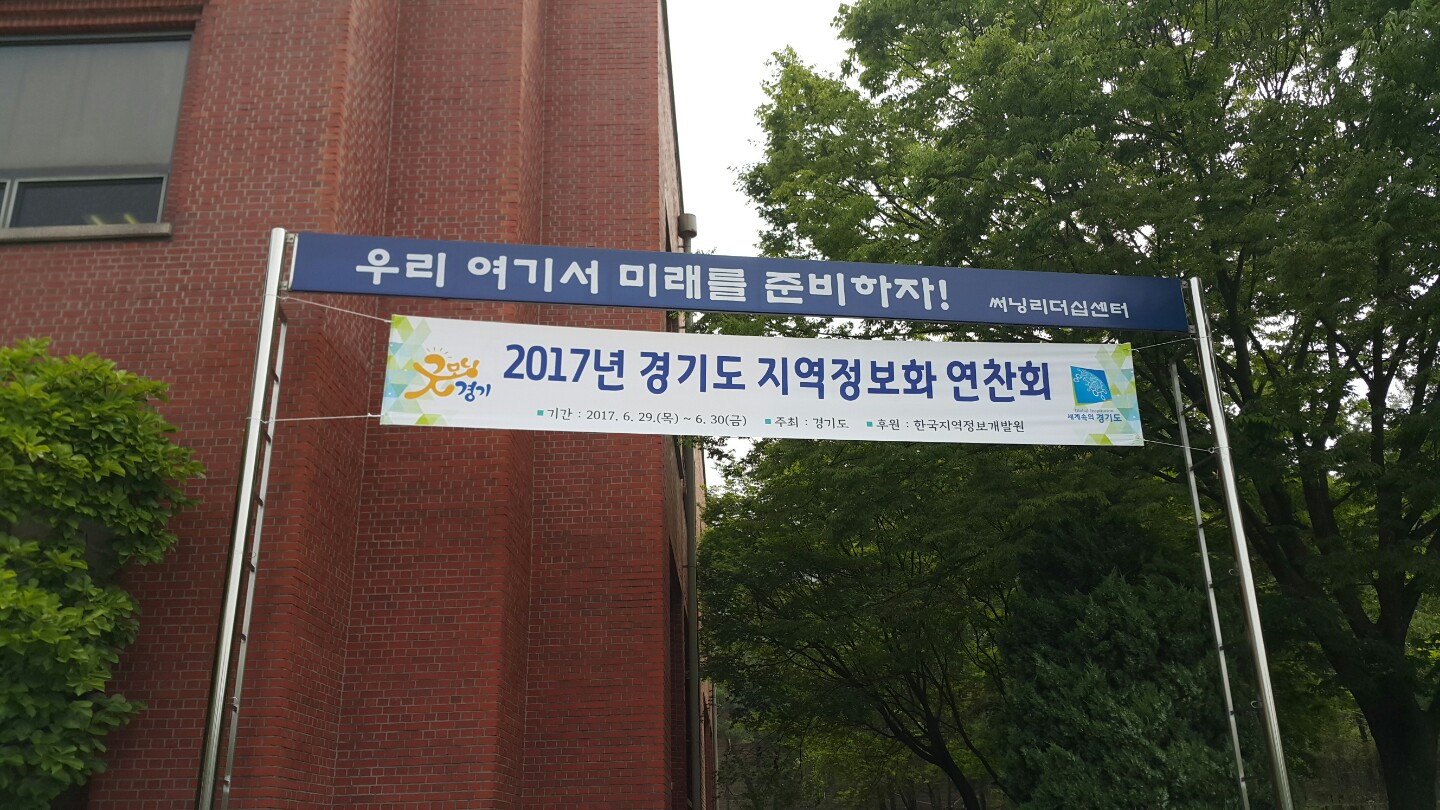 우리 여기서 미래를 준비하자! 써닝리더십센터
굿모닝 경기
2017년 경기도 지역정보화 연찬회
■기간 : 2017. 6. 29.(목) ~ 6. 30(금) ■주최 : 경기도 ■후원 : 한국지역정보개발원
세계속의 경기도